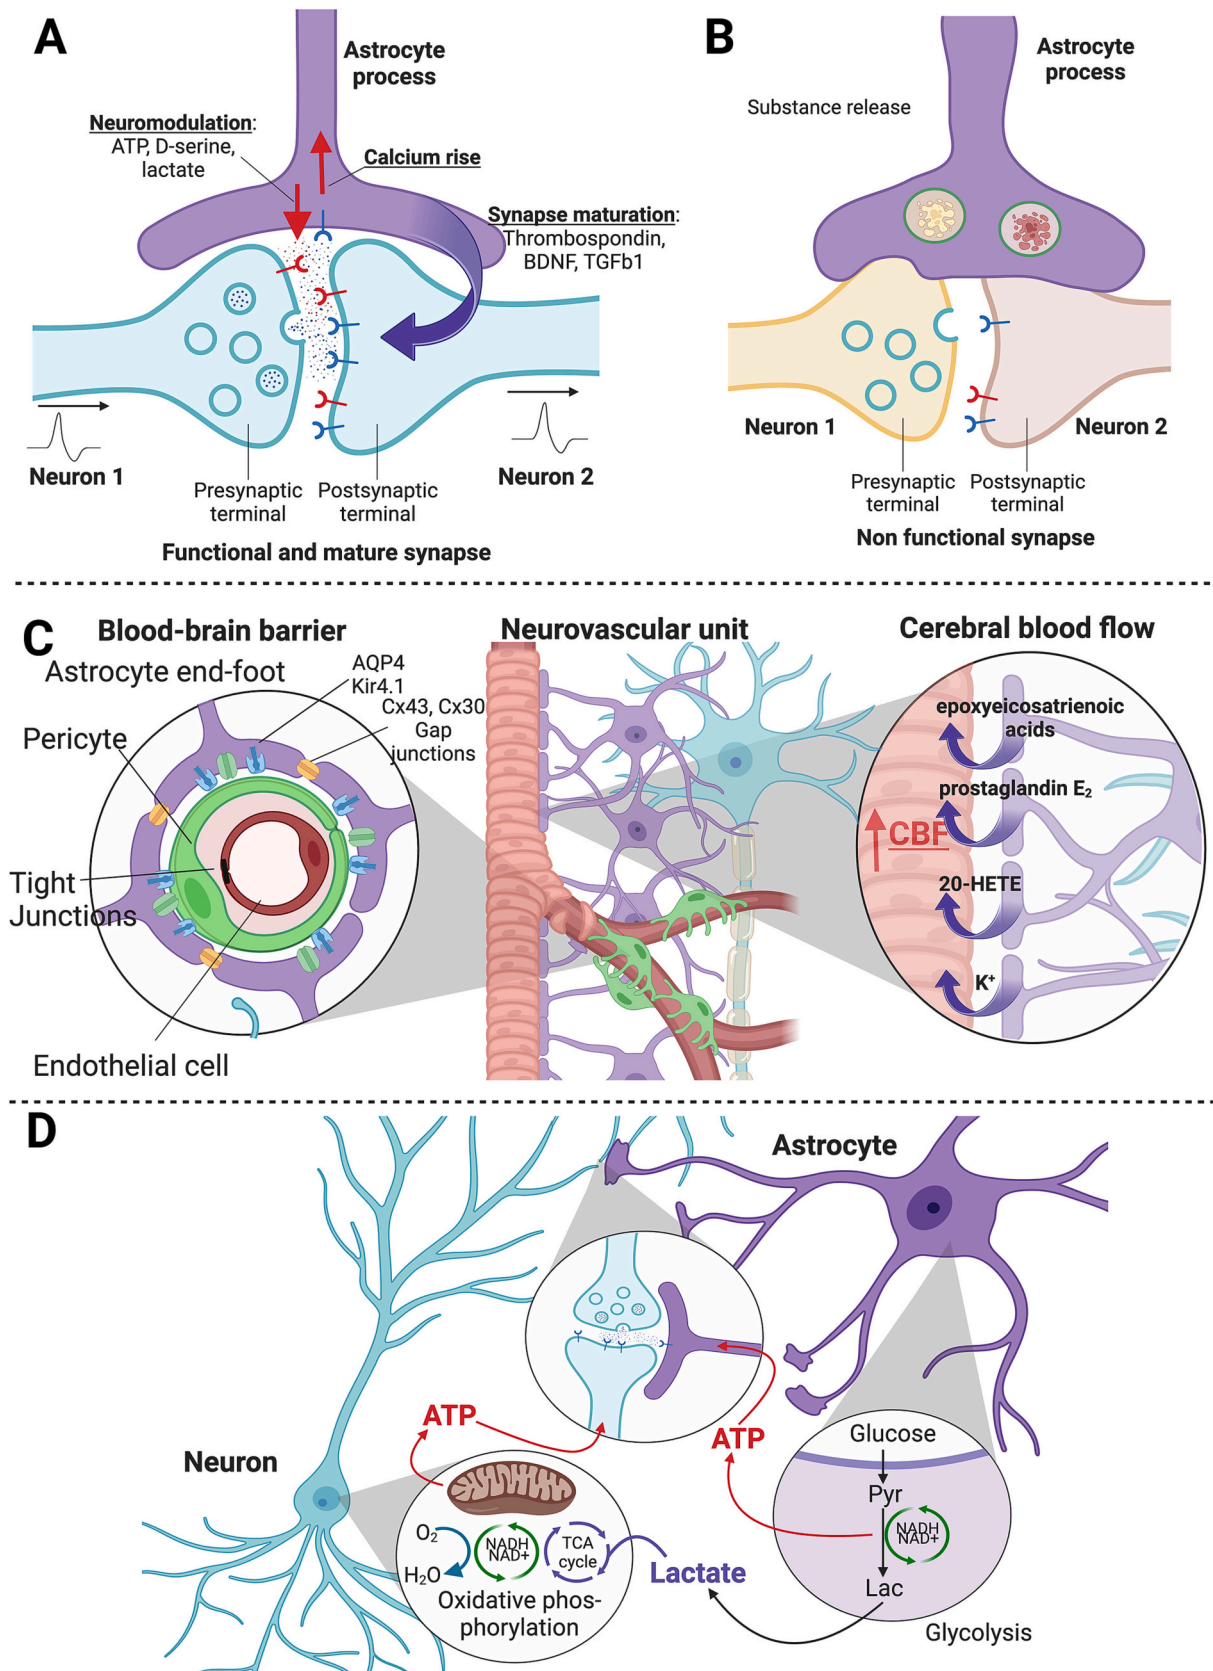 A
Astrocyte
process
Neuromodulation:
ATP, D-serine,
lactate
Calcium rise
Synapse maturation:
Thrombospondin,
BDNF, TGFb1
Neuron 1
Neuron 2
Presynaptic
terminal
Postsynaptic
terminal
Functional and mature synapse
B
Astrocyte
process
Substance release
Neuron 1
Neuron 2
Presynaptic
terminal
Postsynaptic
terminal
Non functional synapse
C
Blood-brain barrier
Astrocyte end-foot
AQP4
Kir4.1
Cx43, Cx30
Gap
junctions
Pericyte
Tight
Junctions
Endothelial cell
Neurovascular unit
Cerebral blood flow
epoxyeicosatrienoic
acids
prostaglandin E₂
CBF
20-HETE
K⁺
D
Astrocyte
Neuron
ATP
ATP
Glucose
Pyr
NADH
NAD+
Lac
Glycolysis
O₂
H₂O
NADH
NAD+
TCA
cycle
Oxidative phos-
phorylation
Lactate